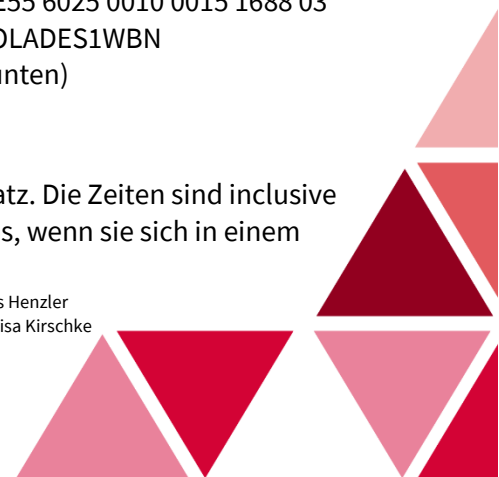 E55 6025 0010 0015 1688 03
OLADES1WBN
unten)
atz. Die Zeiten sind inclusive
s, wenn sie sich in einem
s Henzler
isa Kirschke